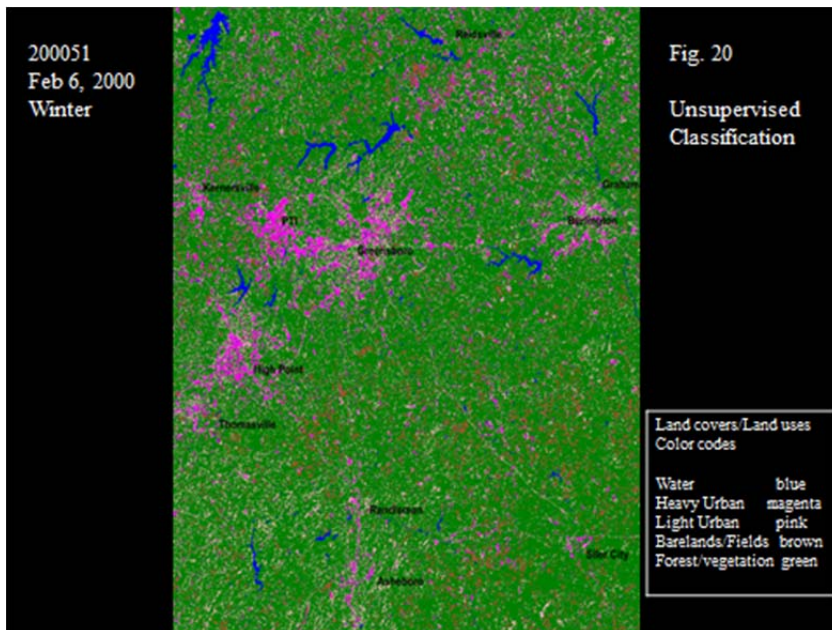 200051
Feb 6, 2000
Winter
Fig. 20
Unsupervised
Classification
Reidsville
Kernersville
Graham
PTI
Burlington
Greensboro
High Point
Thomasville
Randleman
Siler City
Asheboro
Land covers/Land uses
Color codes
Water blue
Heavy Urban magenta
Light Urban pink
Barelands/Fields brown
Forest/vegetation green